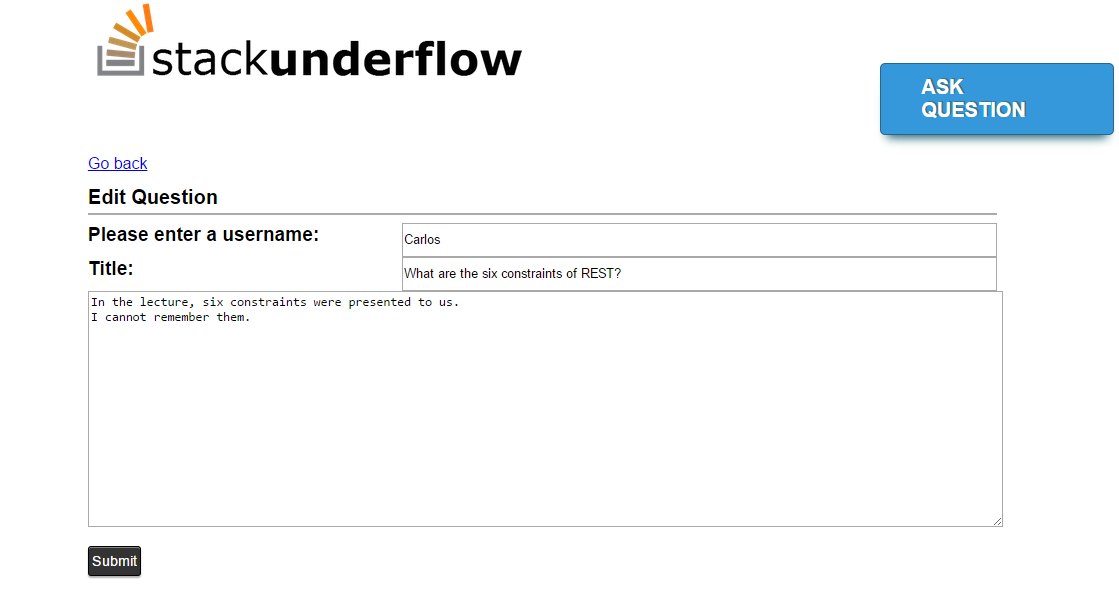 stackunderflow
ASK
QUESTION
Go back
Edit Question
Please enter a username:
Carlos
Title:
What are the six constraints of REST?
In the lecture, six constraints were presented to us.
I cannot remember them.
Submit